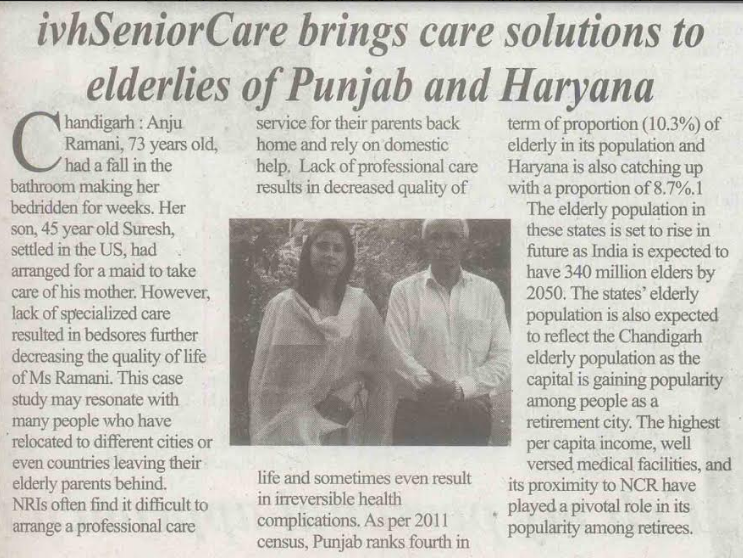 ivhSeniorCare brings care solutions to
elderlies of Punjab and Haryana
Chandigarh : Anju
Ramani, 73 years old,
had a fall in the
bathroom making her
bedridden for weeks. Her
son, 45 year old Suresh,
settled in the US, had
arranged for a maid to take
care of his mother. However,
lack of specialized care
resulted in bedsores further
decreasing the quality of life
of Ms Ramani. This case
study may resonate with
many people who have
relocated to different cities or
even countries leaving their
elderly parents behind.
NRIs often find it difficult to
arrange a professional care
service for their parents back
home and rely on domestic
help. Lack of professional care
results in decreased quality of
life and sometimes even result
in irreversible health
complications. As per 2011
census, Punjab ranks fourth in
term of proportion (10.3%) of
elderly in its population and
Haryana is also catching up
with a proportion of 8.7%.1
The elderly population in
these states is set to rise in
future as India is expected to
have 340 million elders by
2050. The states' elderly
population is also expected
to reflect the Chandigarh
elderly population as the
capital is gaining popularity
among people as a
retirement city. The highest
per capita income, well
versed medical facilities, and
its proximity to NCR have
played a pivotal role in its
popularity among retirees.